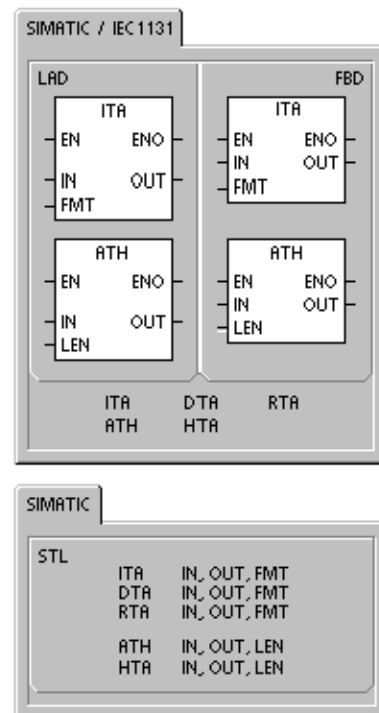 SIMATIC / IEC1131
LAD
FBD
ITA
EN ENO
IN OUT
FMT
ITA
EN ENO
IN OUT
FMT
ATH
EN ENO
IN OUT
LEN
ATH
EN ENO
IN OUT
LEN
ITA DTA RTA
ATH HTA
SIMATIC
STL
ITA IN, OUT, FMT
DTA IN, OUT, FMT
RTA IN, OUT, FMT
ATH IN, OUT, LEN
HTA IN, OUT, LEN